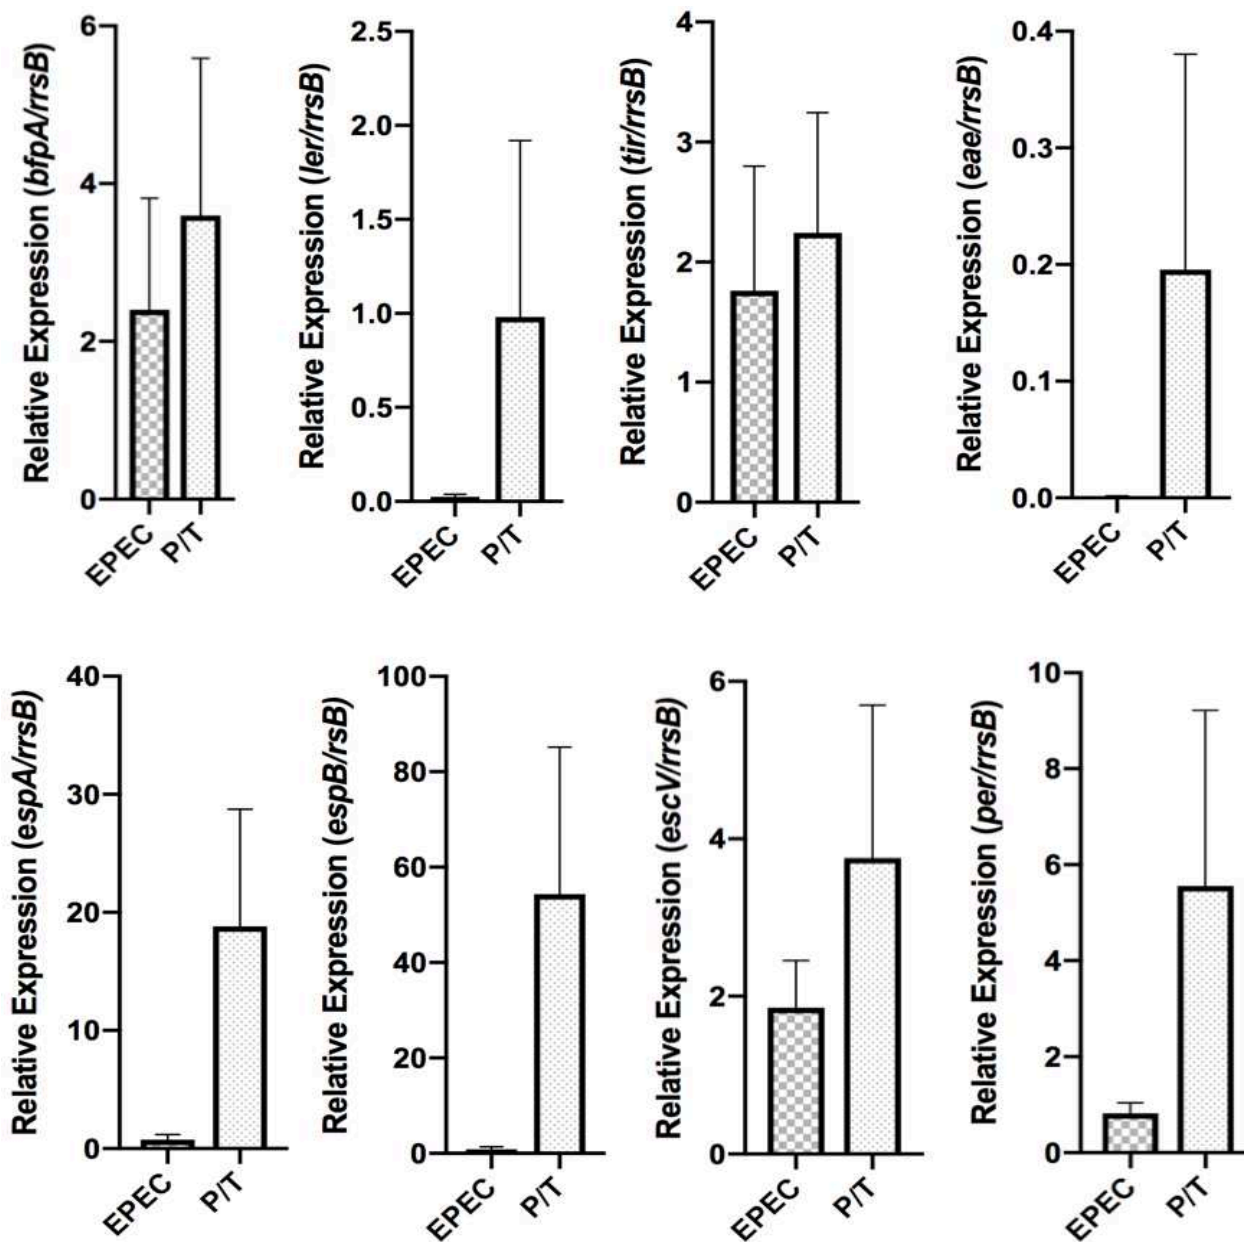 Relative Expression (bfpA/rrsB)
6
4
2
0
EPEC
P/T
Relative Expression (ler/rrsB)
2.5
2.0
1.5
1.0
0.5
0.0
EPEC
P/T
Relative Expression (tir/rrsB)
4
3
2
1
0
EPEC
P/T
Relative Expression (eae/rrsB)
0.4
0.3
0.2
0.1
0.0
EPEC
P/T
Relative Expression (espA/rrsB)
40
30
20
10
0
EPEC
P/T
Relative Expression (espB/rsB)
100
80
60
40
20
0
EPEC
P/T
Relative Expression (escV/rrsB)
6
4
2
0
EPEC
P/T
Relative Expression (per/rrsB)
10
8
6
4
2
0
EPEC
P/T